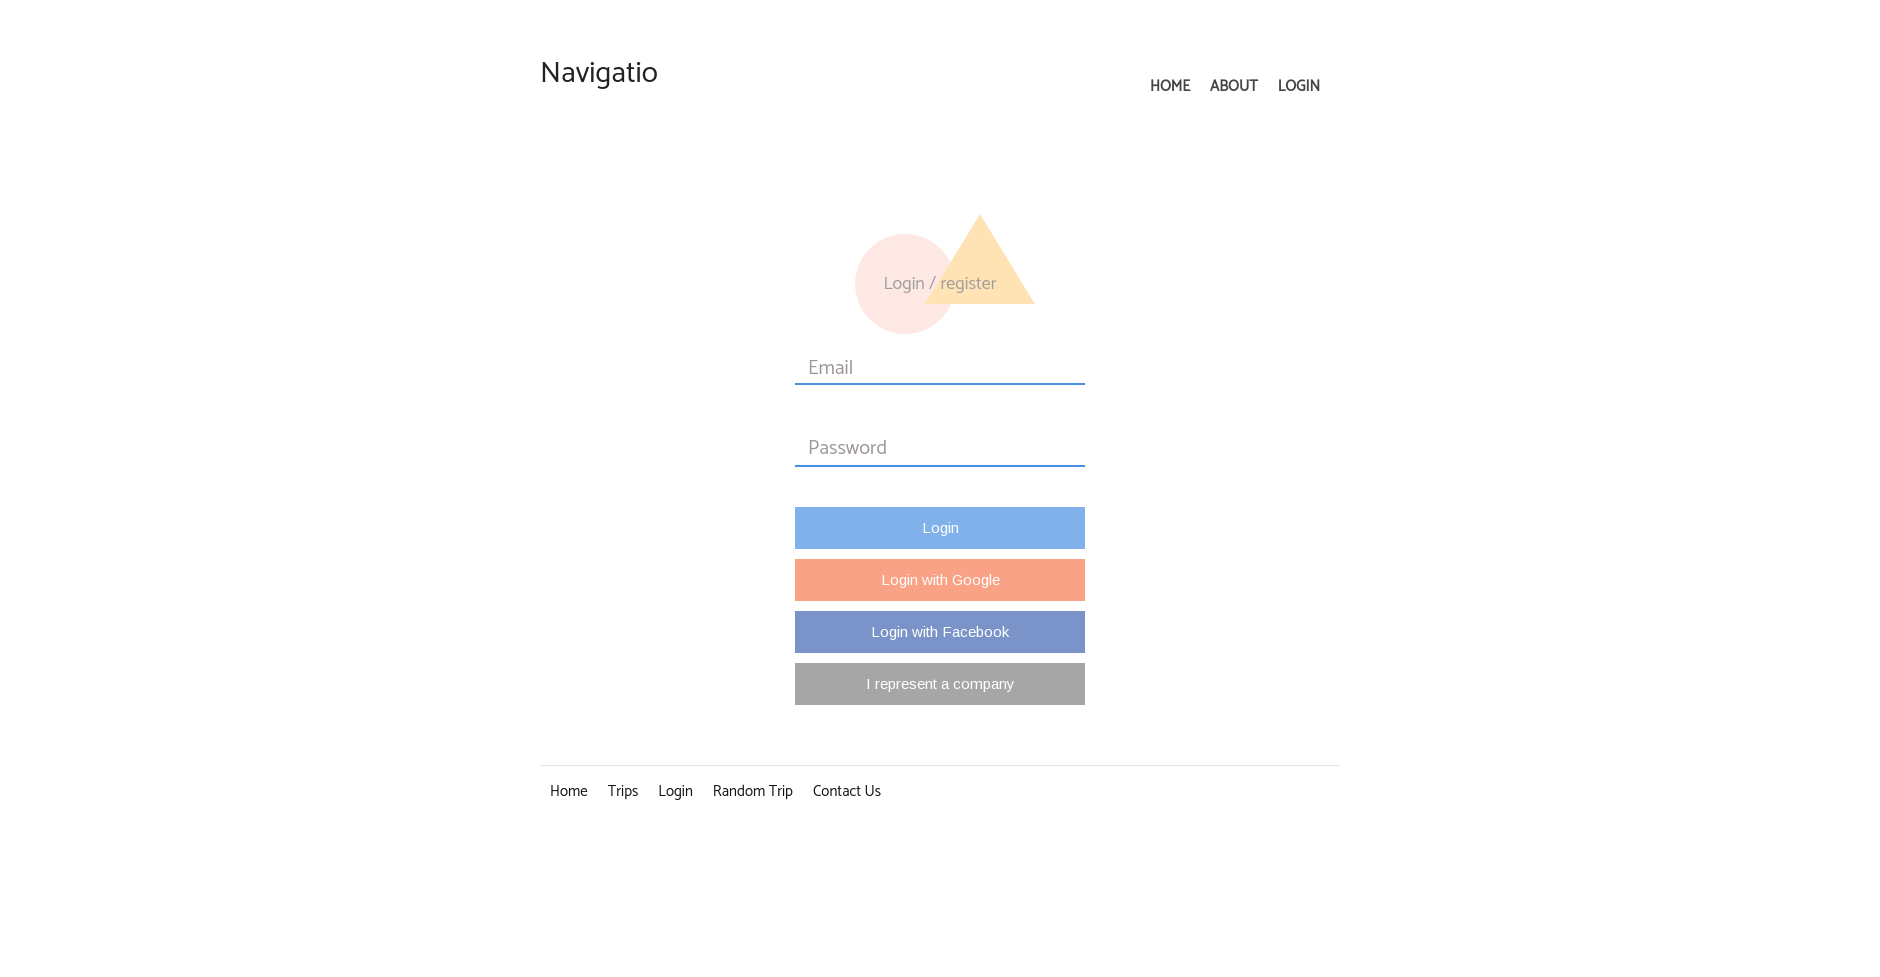 Navigatio
HOME ABOUT LOGIN
Login / register
Email
Password
Login
Login with Google
Login with Facebook
I represent a company
Home Trips Login Random Trip Contact Us